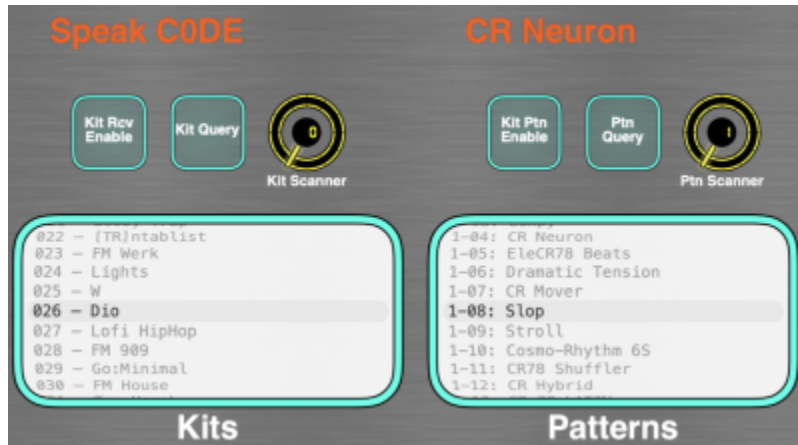 Speak C0DE
Kit Rcv
Enable
Kit Query
0
Kit Scanner
022 – [TR]ntablist
023 – FM Werk
024 – Lights
025 – W
026 – Dio
027 – Lofi HipHop
028 – FM 909
029 – Go:Minimal
030 – FM House
Kits
CR Neuron
Kit Ptn
Enable
Ptn
Query
1
Ptn Scanner
1-04: CR Neuron
1-05: EleCR78 Beats
1-06: Dramatic Tension
1-07: CR Mover
1-08: Slop
1-09: Stroll
1-10: Cosmo-Rhythm 6S
1-11: CR78 Shuffler
1-12: CR Hybrid
Patterns